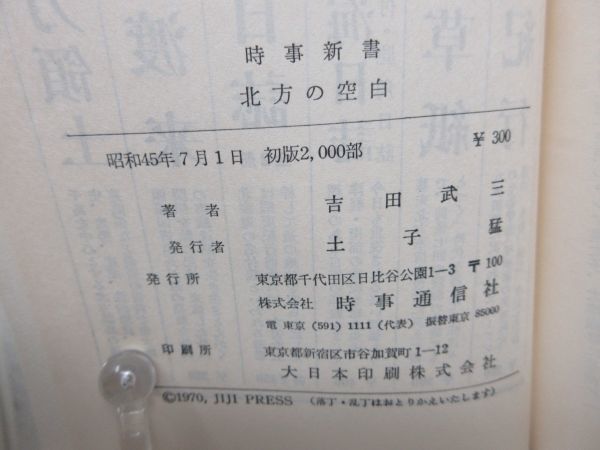 時事新書
北方の空白
昭和45年7月1日 初版2,000部 ¥300
著者 吉田武三
発行者 土子猛
発行所 東京都千代田区日比谷公園1−3 〒100
株式会社 時事通信社
電 東京 (591) 1111 (代表) 振替東京 85000
印刷所 東京都新宿区市谷加賀町1−12
大日本印刷株式会社
©1970, JIJI PRESS (落丁・乱丁はおとりかえいたします)